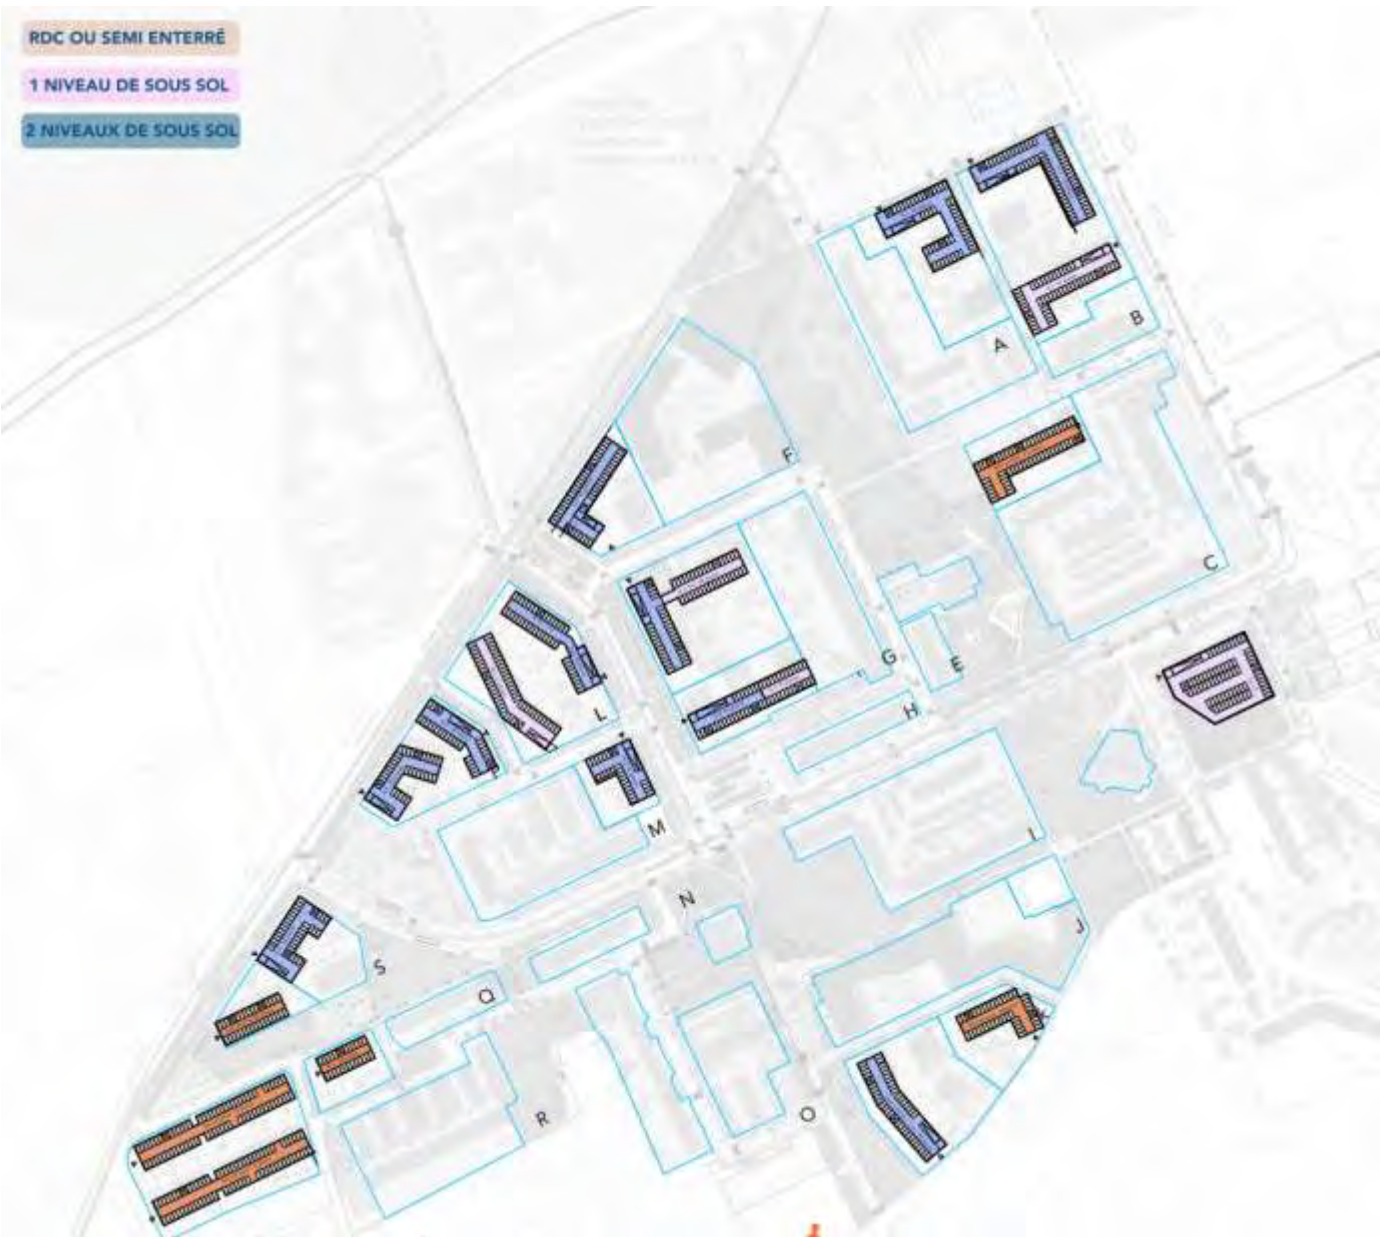 RDC OU SEMI ENTERRÉ
1 NIVEAU DE SOUS SOL
2 NIVEAUX DE SOUS SOL
B
A
F
C
G
E
L
H
M
I
N
J
S
Q
O
R